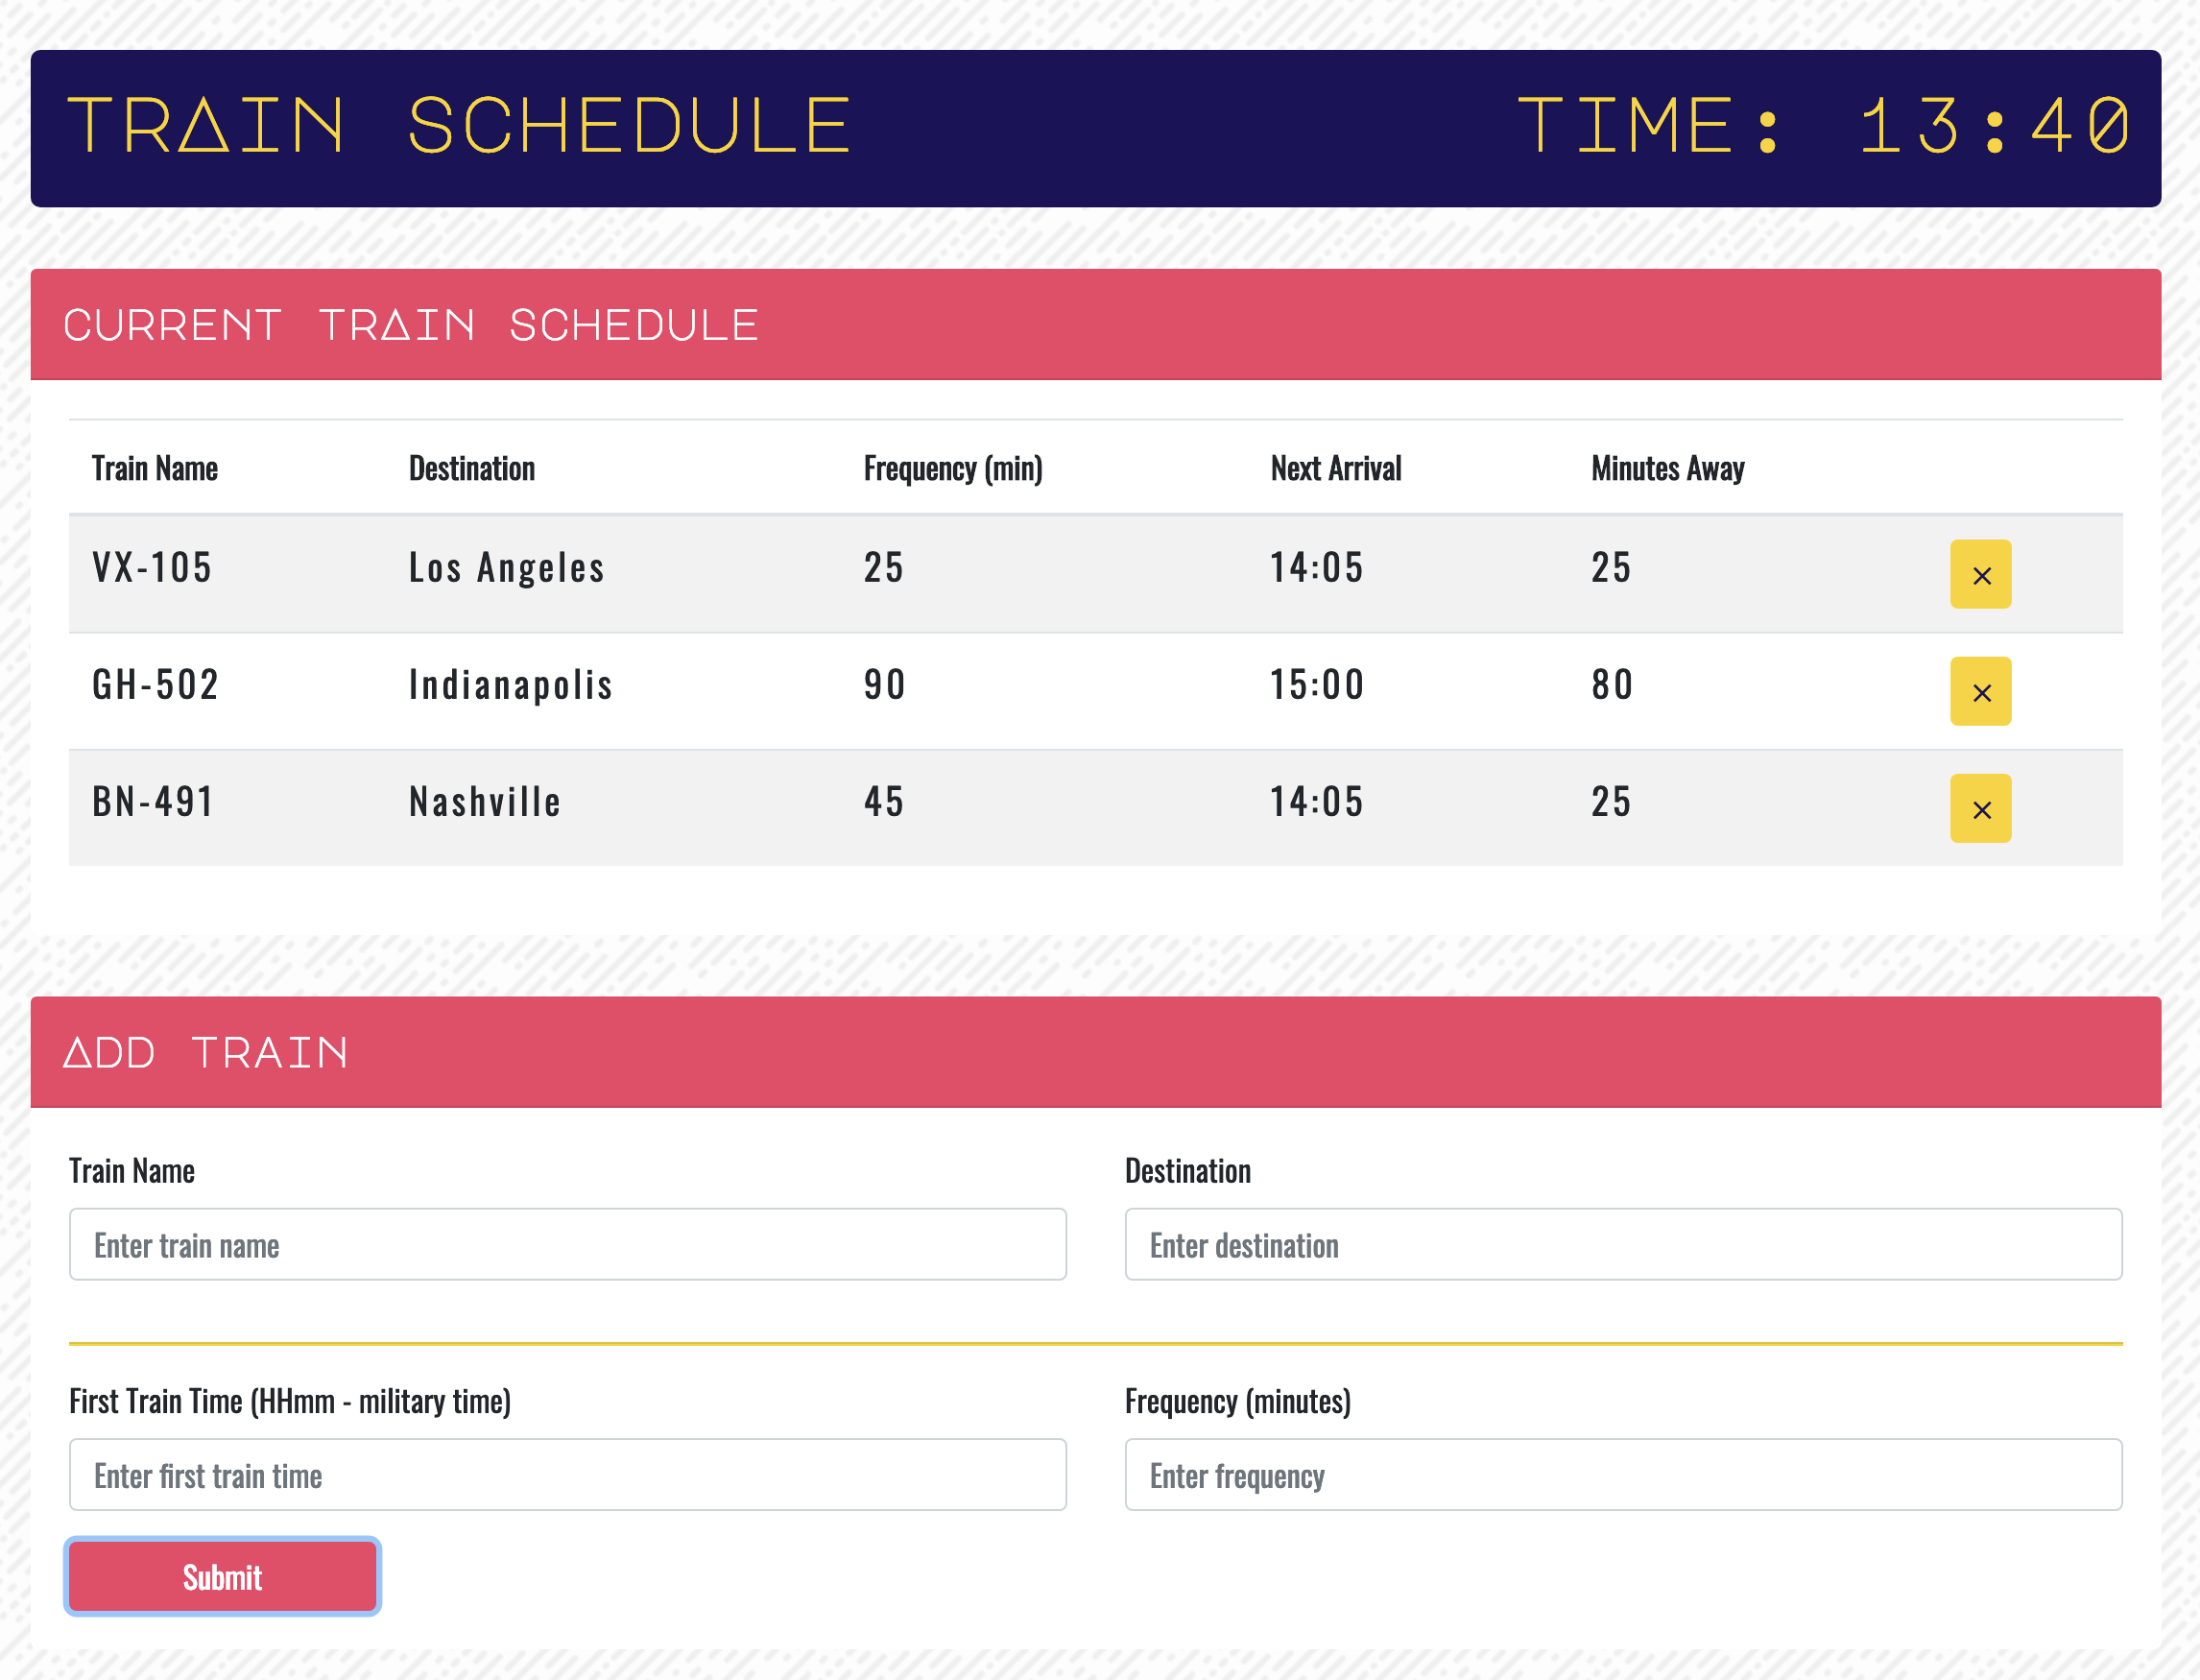 TRAIN SCHEDULE TIME: 13:40
CURRENT TRAIN SCHEDULE
Train Name Destination Frequency (min) Next Arrival Minutes Away
VX-105 Los Angeles 25 14:05 25 ×
GH-502 Indianapolis 90 15:00 80 ×
BN-491 Nashville 45 14:05 25 ×
ADD TRAIN
Train Name Destination
Enter train name Enter destination
First Train Time (HHmm - military time) Frequency (minutes)
Enter first train time Enter frequency
Submit